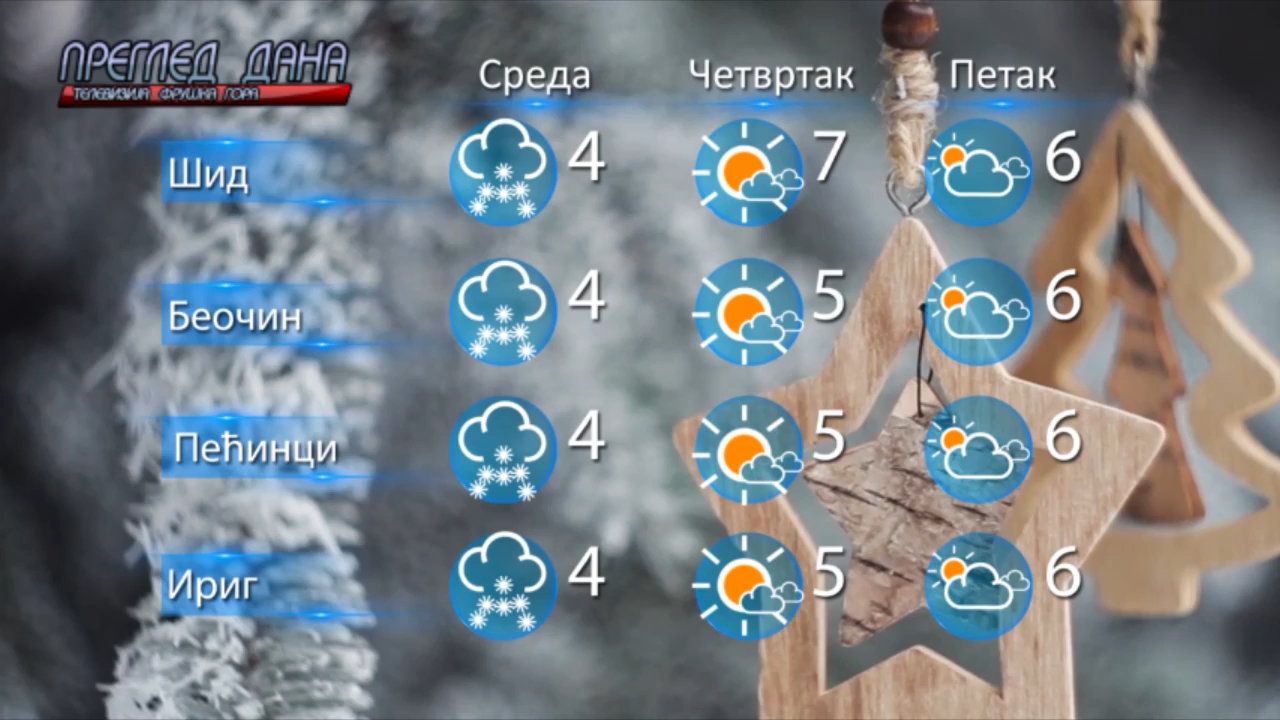 ПРЕГЛЕД ДАНА
ТЕЛЕВИЗИЈА ФРУШКА ГОРА
Среда Четвртак Петак
Шид 4 7 6
Беочин 4 5 6
Пећинци 4 5 6
Ириг 4 5 6